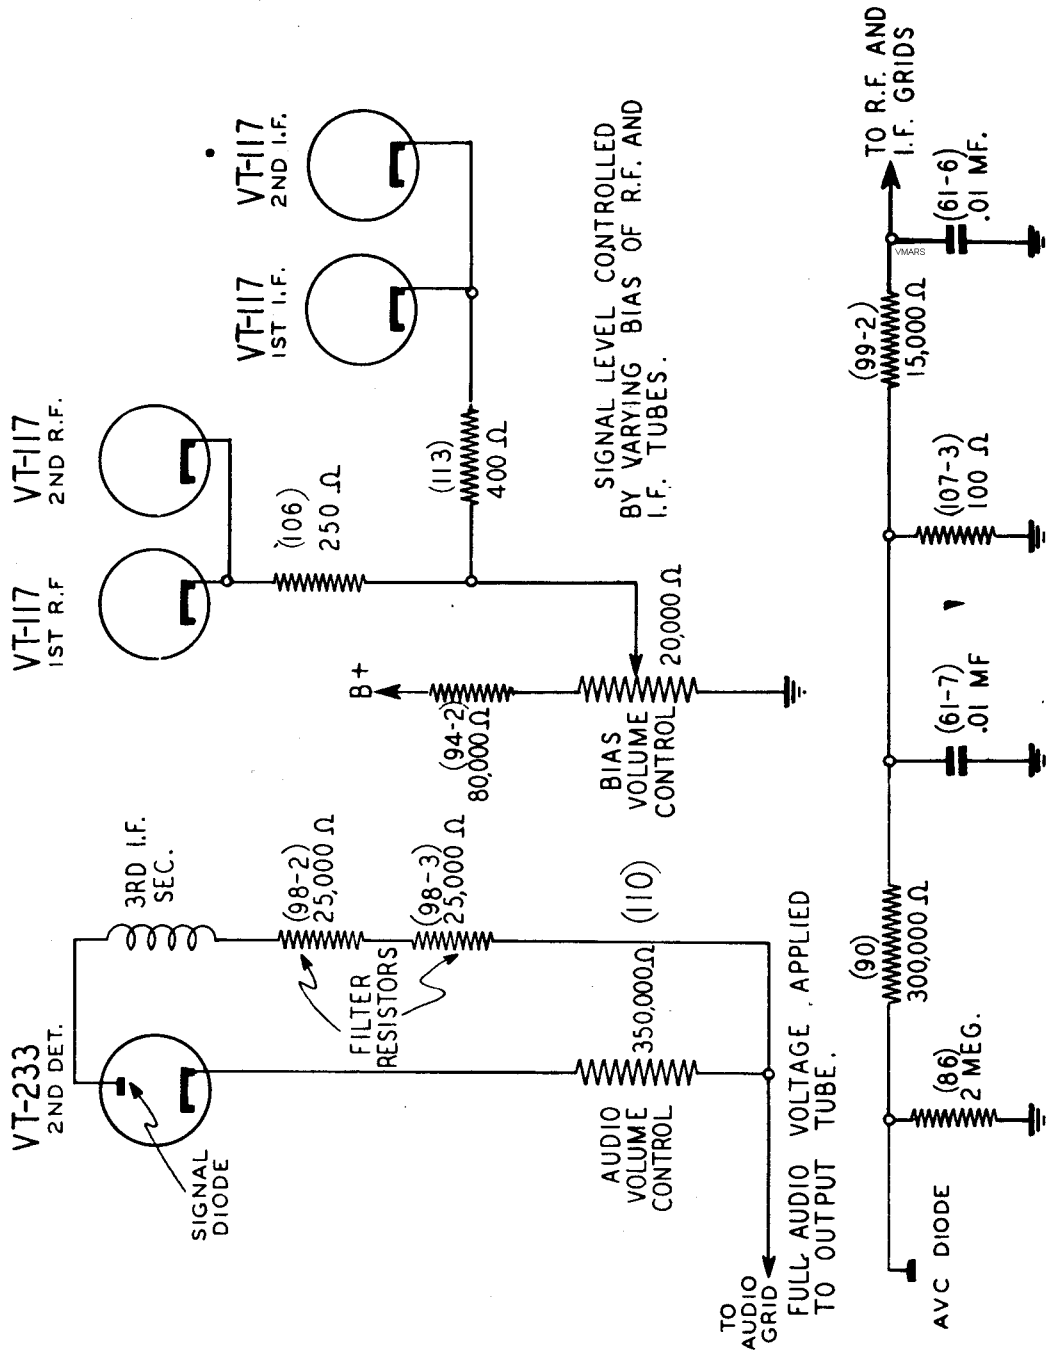 VT-233
2ND DET.
SIGNAL
DIODE
3RD I.F.
SEC.
(98-2)
25,000 Ω
FILTER
RESISTORS
(98-3)
25,000 Ω
AUDIO
VOLUME
CONTROL
350,000Ω
(110)
TO
AUDIO
GRID
FULL AUDIO VOLTAGE APPLIED
TO OUTPUT TUBE.
VT-117
1ST R.F
VT-117
2ND R.F.
(106)
250 Ω
B+
(94-2)
80,000Ω
BIAS
VOLUME
CONTROL
20,000 Ω
VT-117
1ST I.F.
VT-117
2ND I.F.
(113)
400 Ω
SIGNAL LEVEL CONTROLLED
BY VARYING BIAS OF R.F. AND
I.F. TUBES.
AVC DIODE
(86)
2 MEG.
(90)
300,000 Ω
(61-7)
.01 MF
(107-3)
100 Ω
(99-2)
15,000 Ω
(61-6)
.01 MF.
TO R.F. AND
I.F. GRIDS
VMARS